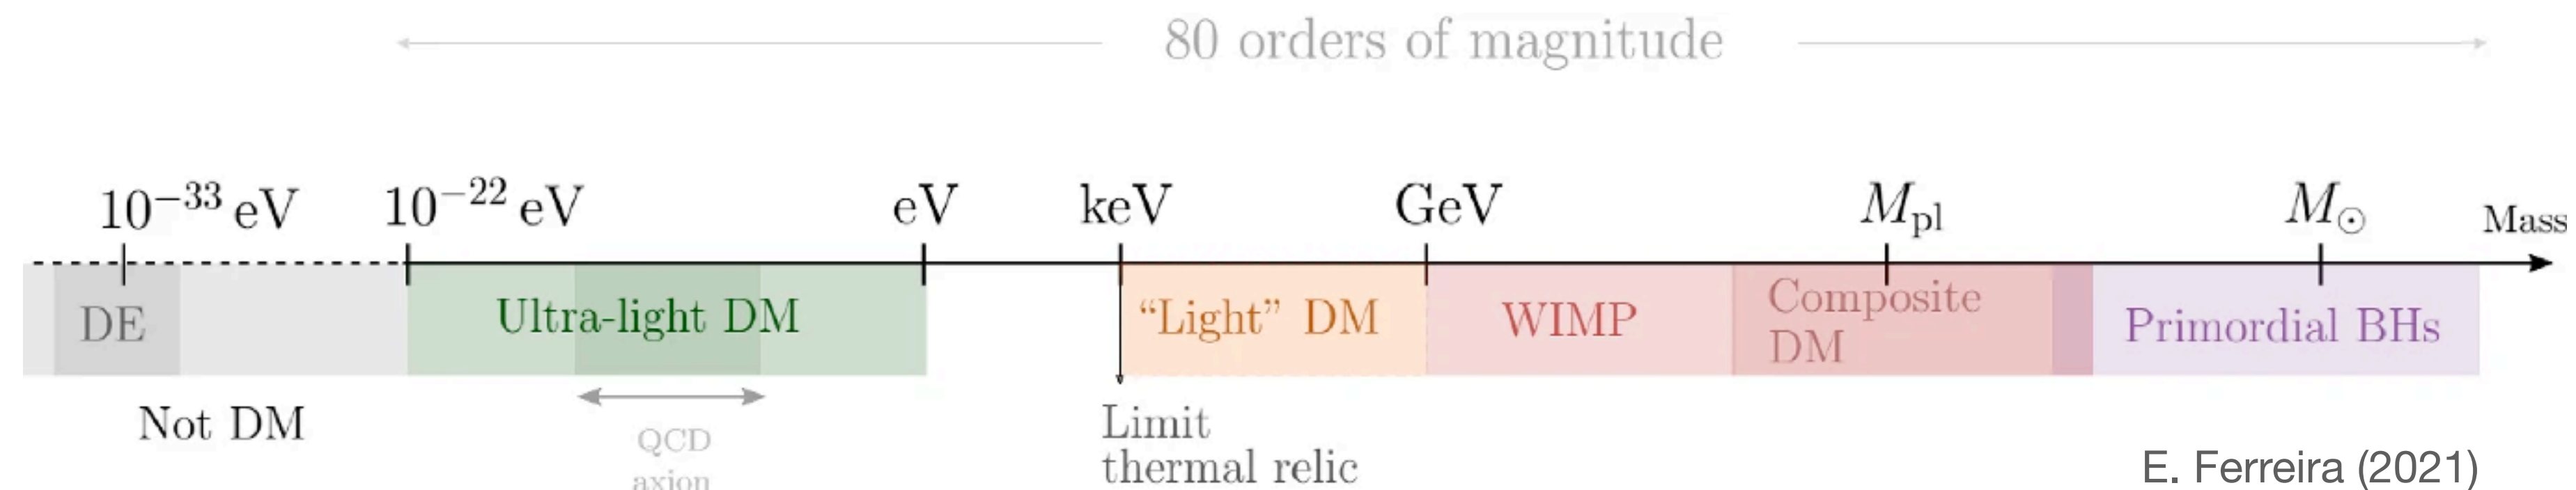 80 orders of magnitude
10⁻³³ eV 10⁻²² eV eV keV GeV M_pl M_⊙ Mass
DE Ultra-light DM “Light” DM WIMP Composite DM Primordial BHs
Not DM
QCD
axion
Limit
thermal relic
E. Ferreira (2021)